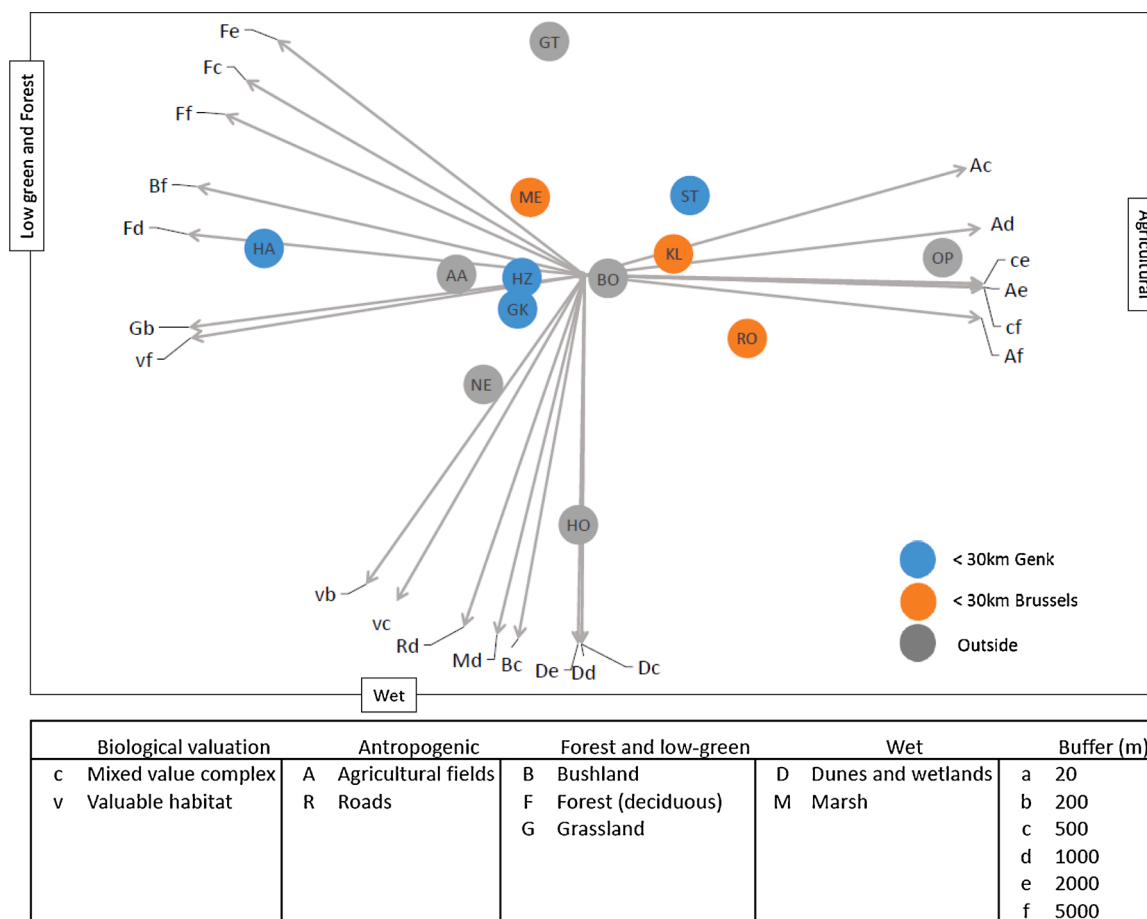 Fe
GT
Fc
Ff
Low green and Forest
Bf
ME
ST
Ac
Fd
HA
Ad
Agricultural
KL
OP
ce
AA
HZ
BO
Ae
GK
Gb
cf
vf
RO
Af
NE
HO
< 30km Genk
vb
< 30km Brussels
vc
Rd
Outside
Md
Bc
De
Dd
Dc
Wet
Biological valuation Antropogenic Forest and low-green Wet Buffer (m)
c Mixed value complex A Agricultural fields B Bushland D Dunes and wetlands a 20
v Valuable habitat R Roads F Forest (deciduous) M Marsh b 200
G Grassland c 500
d 1000
e 2000
f 5000